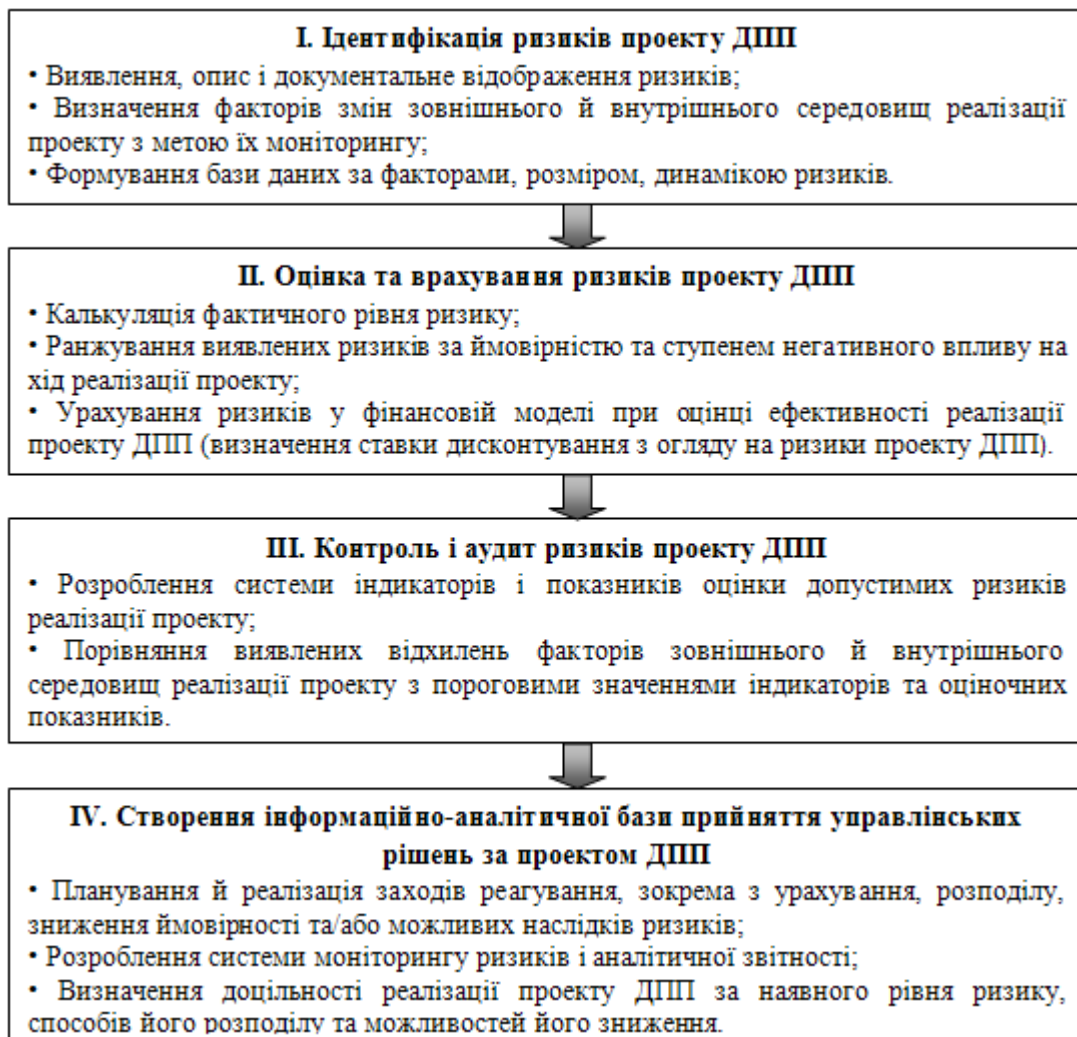 І. Ідентифікація ризиків проекту ДПП
• Виявлення, опис і документальне відображення ризиків;
• Визначення факторів змін зовнішнього й внутрішнього середовищ реалізації
проекту з метою їх моніторингу;
• Формування бази даних за факторами, розміром, динамікою ризиків.
ІІ. Оцінка та врахування ризиків проекту ДПП
• Калькуляція фактичного рівня ризику;
• Ранжування виявлених ризиків за ймовірністю та ступенем негативного впливу на
хід реалізації проекту;
• Урахування ризиків у фінансовій моделі при оцінці ефективності реалізації
проекту ДПП (визначення ставки дисконтування з огляду на ризики проекту ДПП).
ІІІ. Контроль і аудит ризиків проекту ДПП
• Розроблення системи індикаторів і показників оцінки допустимих ризиків
реалізації проекту;
• Порівняння виявлених відхилень факторів зовнішнього й внутрішнього
середовищ реалізації проекту з пороговими значеннями індикаторів та оціночних
показників.
IV. Створення інформаційно-аналітичної бази прийняття управлінських
рішень за проектом ДПП
• Планування й реалізація заходів реагування, зокрема з урахування, розподілу,
зниження ймовірності та/або можливих наслідків ризиків;
• Розроблення системи моніторингу ризиків і аналітичної звітності;
• Визначення доцільності реалізації проекту ДПП за наявного рівня ризику,
способів його розподілу та можливостей його зниження.